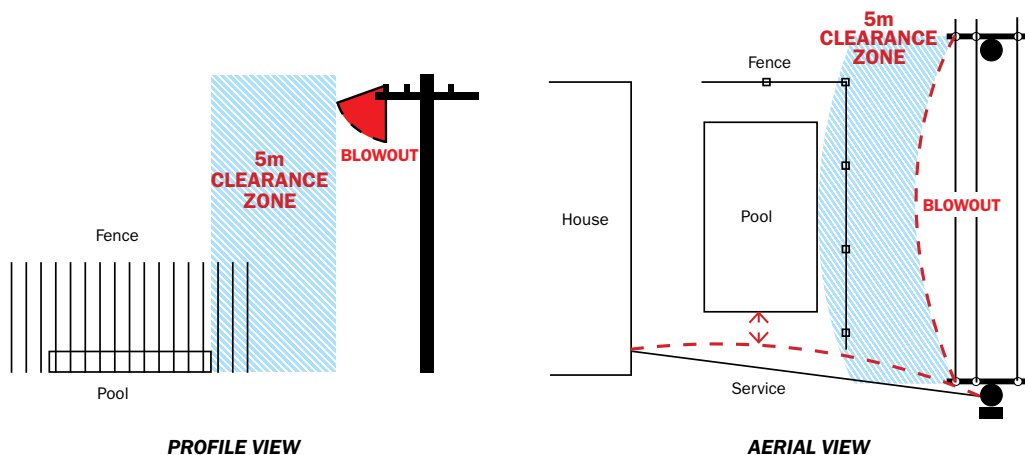 5m
CLEARANCE
ZONE
BLOWOUT
Fence
Pool
PROFILE VIEW
5m
CLEARANCE
ZONE
Fence
House
Pool
BLOWOUT
Service
AERIAL VIEW